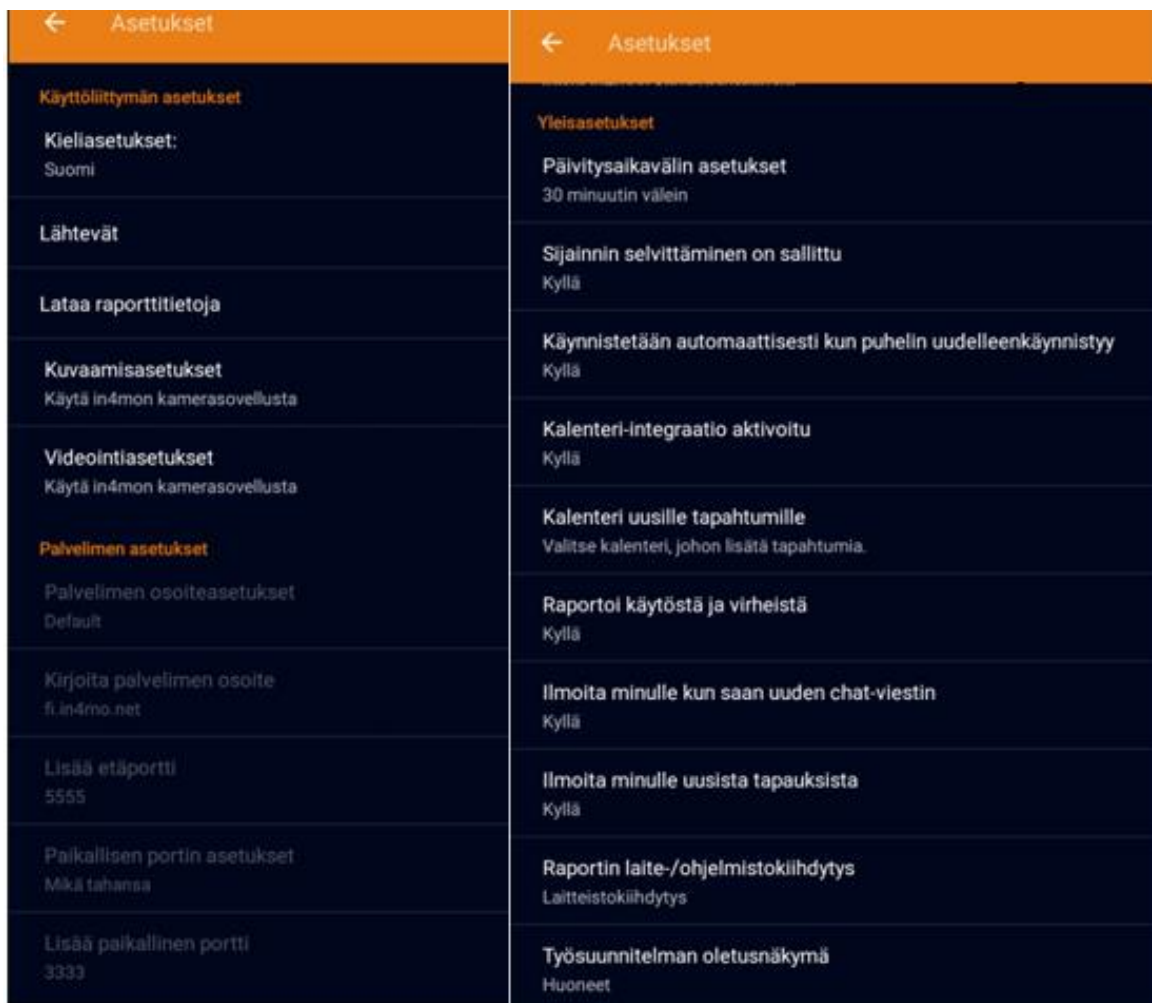 Asetukset
Käyttöliittymän asetukset
Kieliasetukset:
Suomi
Lähtevät
Lataa raporttitietoja
Kuvaamisasetukset
Käytä in4mon kamerasovellusta
Videointiasetukset
Käytä in4mon kamerasovellusta
Palvelimen asetukset
Palvelimen osoiteasetukset
Default
Kirjoita palvelimen osoite
fi.in4mo.net
Lisää etäportti
5555
Paikallisen portin asetukset
Mikä tahansa
Lisää paikallinen portti
3333
Asetukset
Yleisasetukset
Päivitysaikavälin asetukset
30 minuutin välein
Sijainnin selvittäminen on sallittu
Kyllä
Käynnistetään automaattisesti kun puhelin uudelleenkäynnistyy
Kyllä
Kalenteri-integraatio aktivoitu
Kyllä
Kalenteri uusille tapahtumille
Valitse kalenteri, johon lisätä tapahtumia.
Raportoi käytöstä ja virheistä
Kyllä
Ilmoita minulle kun saan uuden chat-viestin
Kyllä
Ilmoita minulle uusista tapauksista
Kyllä
Raportin laite-/ohjelmistokiihdytys
Laitteistokiihdytys
Työsuunnitelman oletusnäkymä
Huoneet